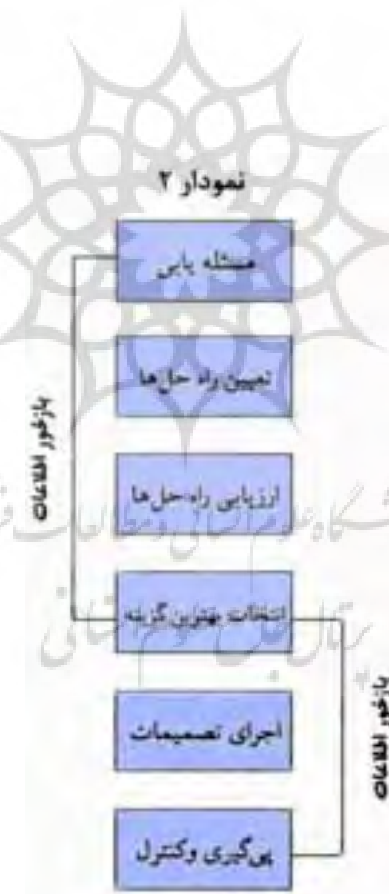 نمودار ۲
مسئله یابی
تعیین راه حل‌ها
بازخور اطلاعات
ارزیابی راه‌حل‌ها
انتخاب بهترین گزینه
بازخور اطلاعات
اجرای تصمیمات
پی‌گیری وکنترل